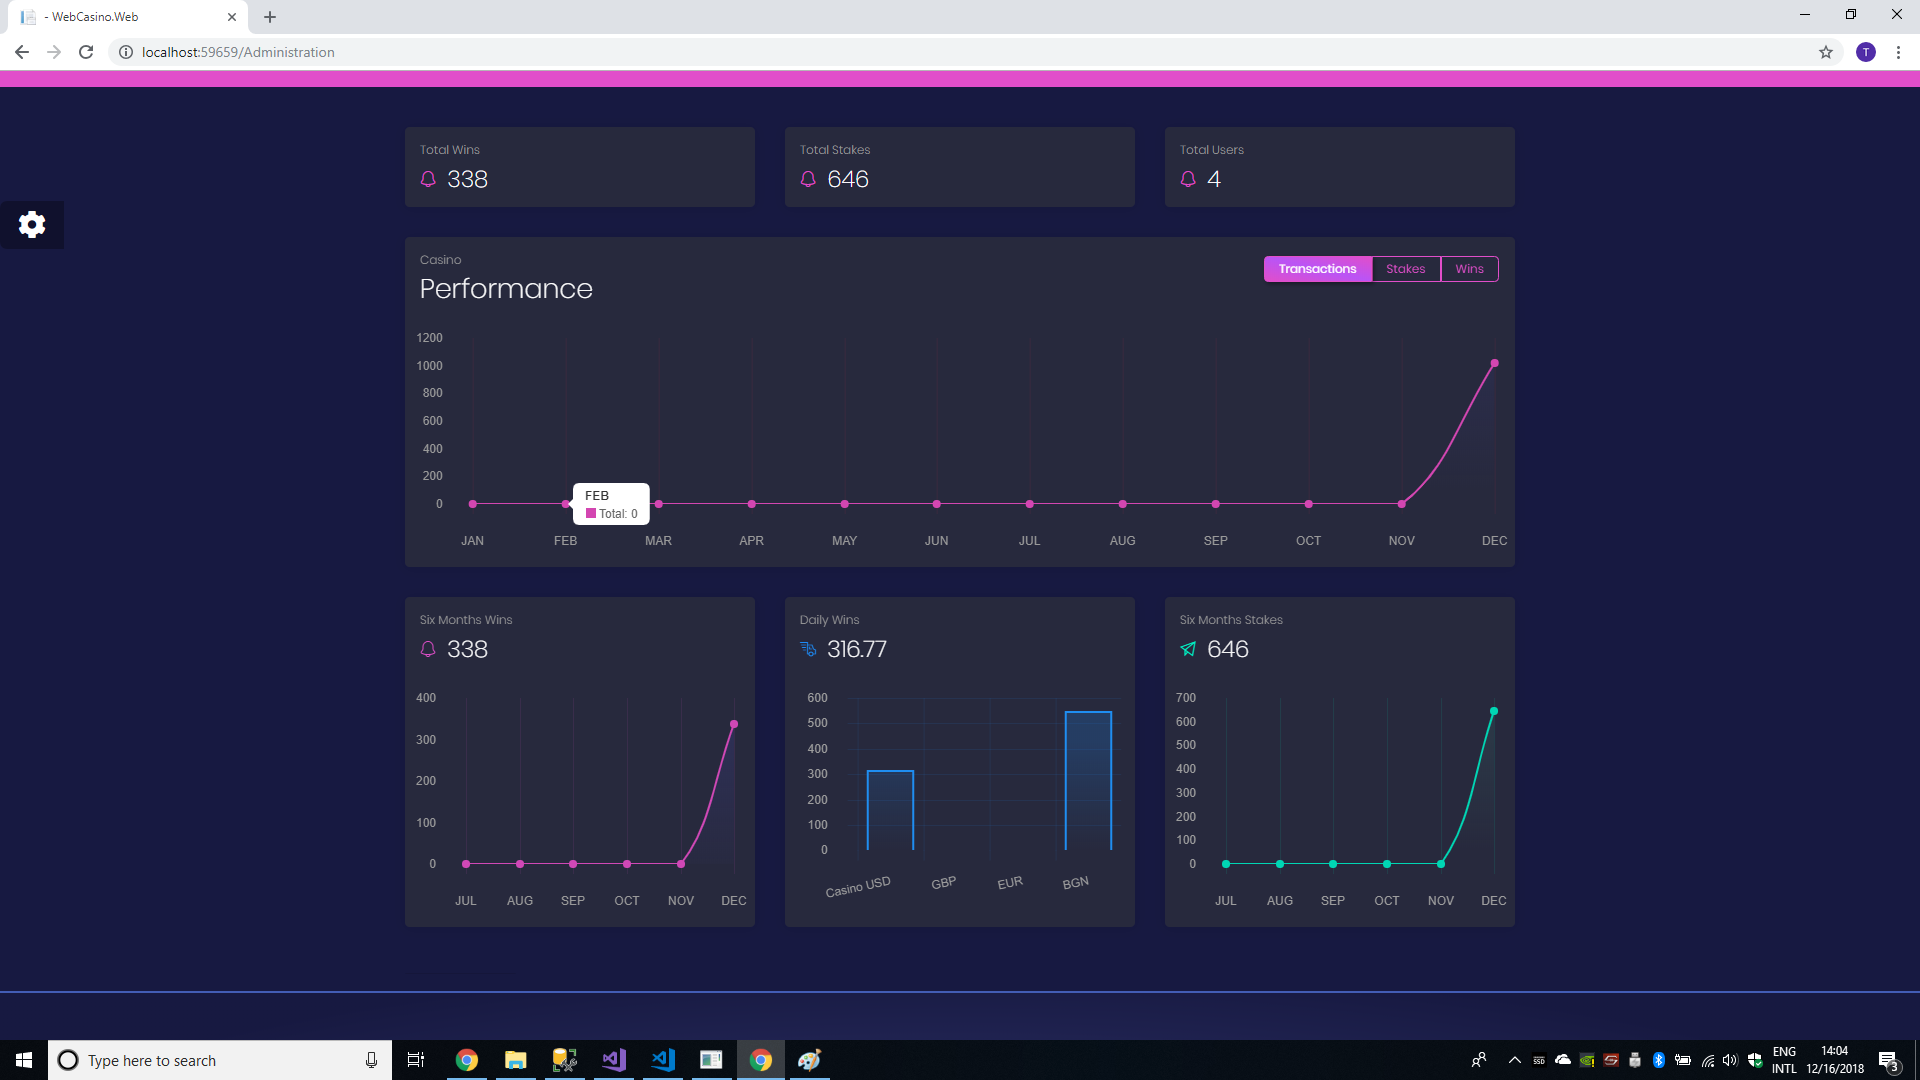 - WebCasino.Web
localhost:59659/Administration
T
Total Wins
338
Total Stakes
646
Total Users
4
Casino
Performance
Transactions
Stakes
Wins
1200
1000
800
600
400
200
0
FEB
Total: 0
JAN
FEB
MAR
APR
MAY
JUN
JUL
AUG
SEP
OCT
NOV
DEC
Six Months Wins
338
400
300
200
100
0
JUL
AUG
SEP
OCT
NOV
DEC
Daily Wins
316.77
600
500
400
300
200
100
0
Casino USD
GBP
EUR
BGN
Six Months Stakes
646
700
600
500
400
300
200
100
0
JUL
AUG
SEP
OCT
NOV
DEC
Type here to search
SSD
ENG
INTL
14:04
12/16/2018
3